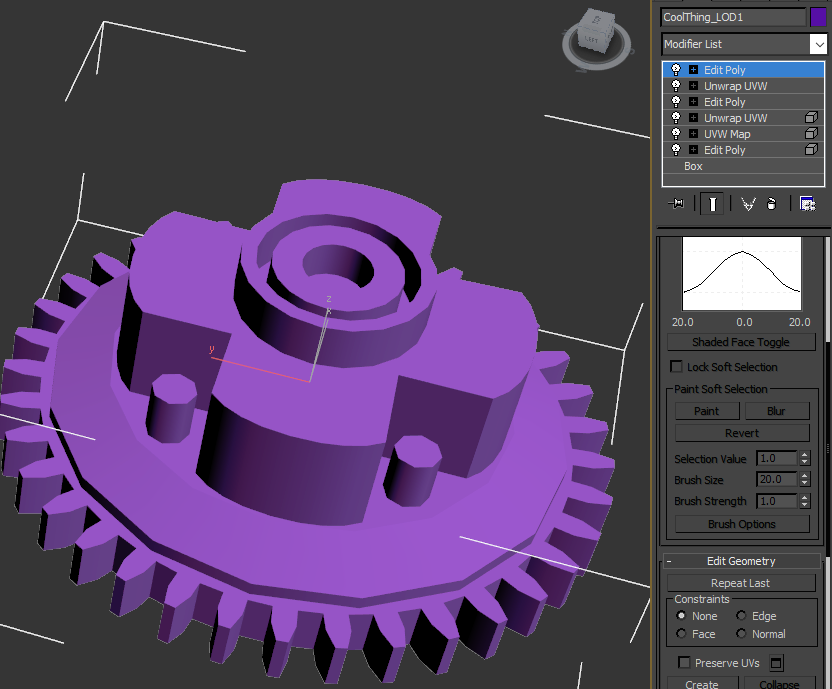 CoolThing_LOD1
Modifier List
Edit Poly
Unwrap UVW
Edit Poly
Unwrap UVW
UVW Map
Edit Poly
Box
20.0 0.0 20.0
Shaded Face Toggle
Lock Soft Selection
Paint Soft Selection
Paint Blur
Revert
Selection Value 1.0
Brush Size 20.0
Brush Strength 1.0
Brush Options
- Edit Geometry
Repeat Last
Constraints
None Edge
Face Normal
Preserve UVs
Create Collapse
z
y